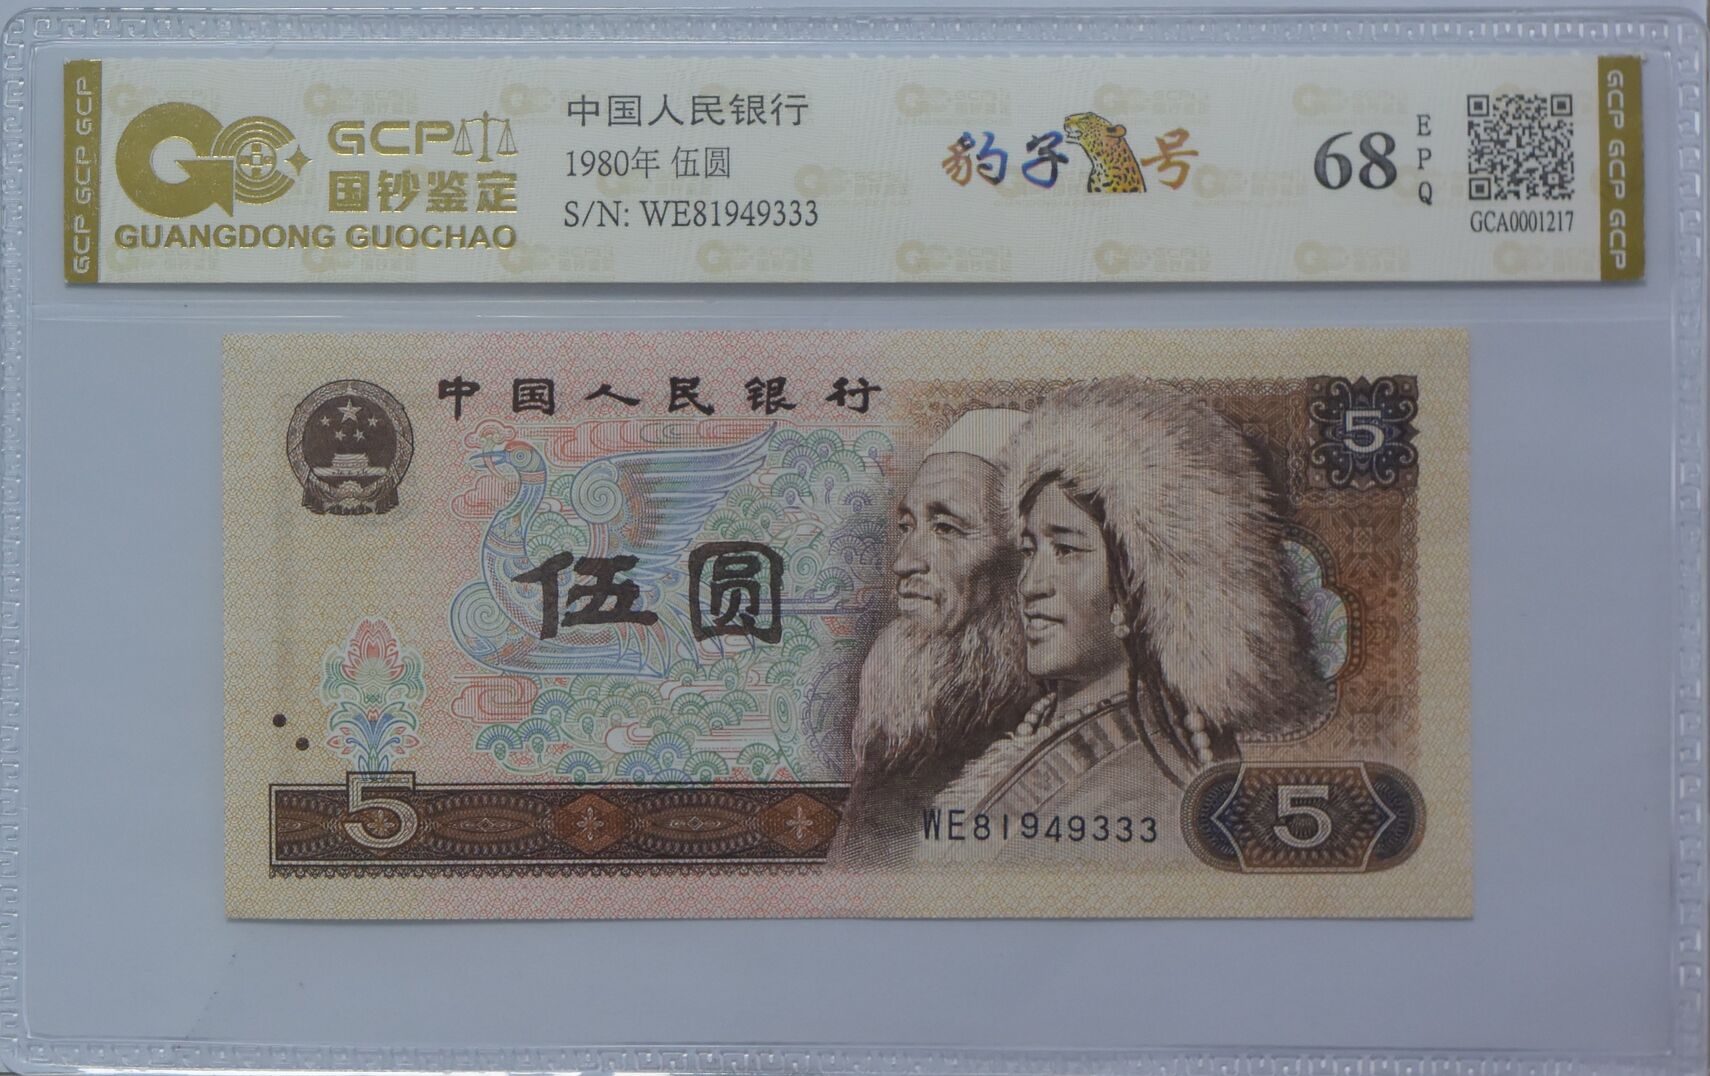 GCP GCP GCP
GCP
国钞鉴定
GUANGDONG GUOCHAO
中国人民银行
1980年 伍圆
S/N: WE81949333
豹子号
68
EPQ
GCA0001217
GCP GCP GCP
中国人民银行
5
伍圆
5
WE81949333
5